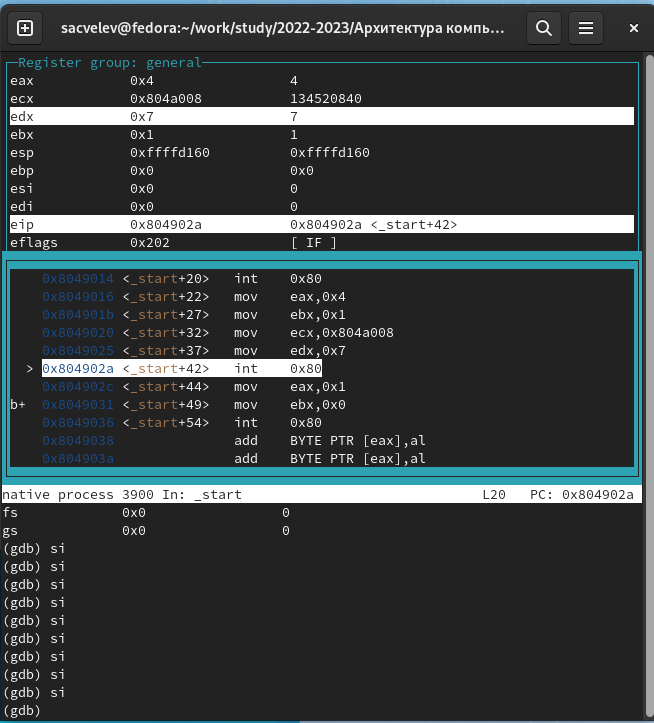 sacvelev@fedora:~/work/study/2022-2023/Архитектура компь...
Register group: general
eax 0x4 4
ecx 0x804a008 134520840
edx 0x7 7
ebx 0x1 1
esp 0xffffd160 0xffffd160
ebp 0x0 0x0
esi 0x0 0
edi 0x0 0
eip 0x804902a 0x804902a <_start+42>
eflags 0x202 [ IF ]
0x8049014 <_start+20> int 0x80
0x8049016 <_start+22> mov eax,0x4
0x804901b <_start+27> mov ebx,0x1
0x8049020 <_start+32> mov ecx,0x804a008
0x8049025 <_start+37> mov edx,0x7
> 0x804902a <_start+42> int 0x80
0x804902c <_start+44> mov eax,0x1
b+ 0x8049031 <_start+49> mov ebx,0x0
0x8049036 <_start+54> int 0x80
0x8049038 add BYTE PTR [eax],al
0x804903a add BYTE PTR [eax],al
native process 3900 In: _start L20 PC: 0x804902a
fs 0x0 0
gs 0x0 0
(gdb) si
(gdb) si
(gdb) si
(gdb) si
(gdb) si
(gdb) si
(gdb) si
(gdb) si
(gdb) si
(gdb)